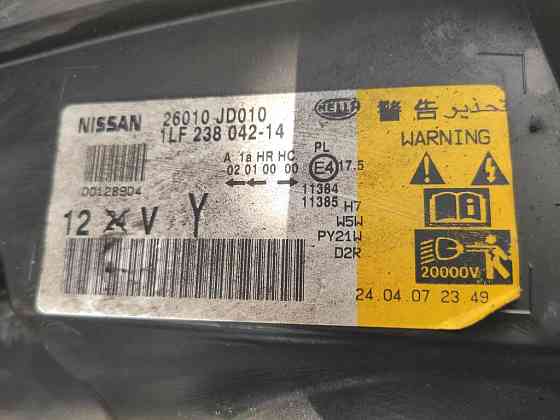 NISSAN
26010 JD010
1LF 238 042-14
HELLA
警告 تحذير
WARNING
A 1a HR HC
02 01 00 00
PL
E4 17.5
11384
11385
H7
W5W
PY21W
D2R
D0128904
12 V Y
20000V
24.04.07 23 49